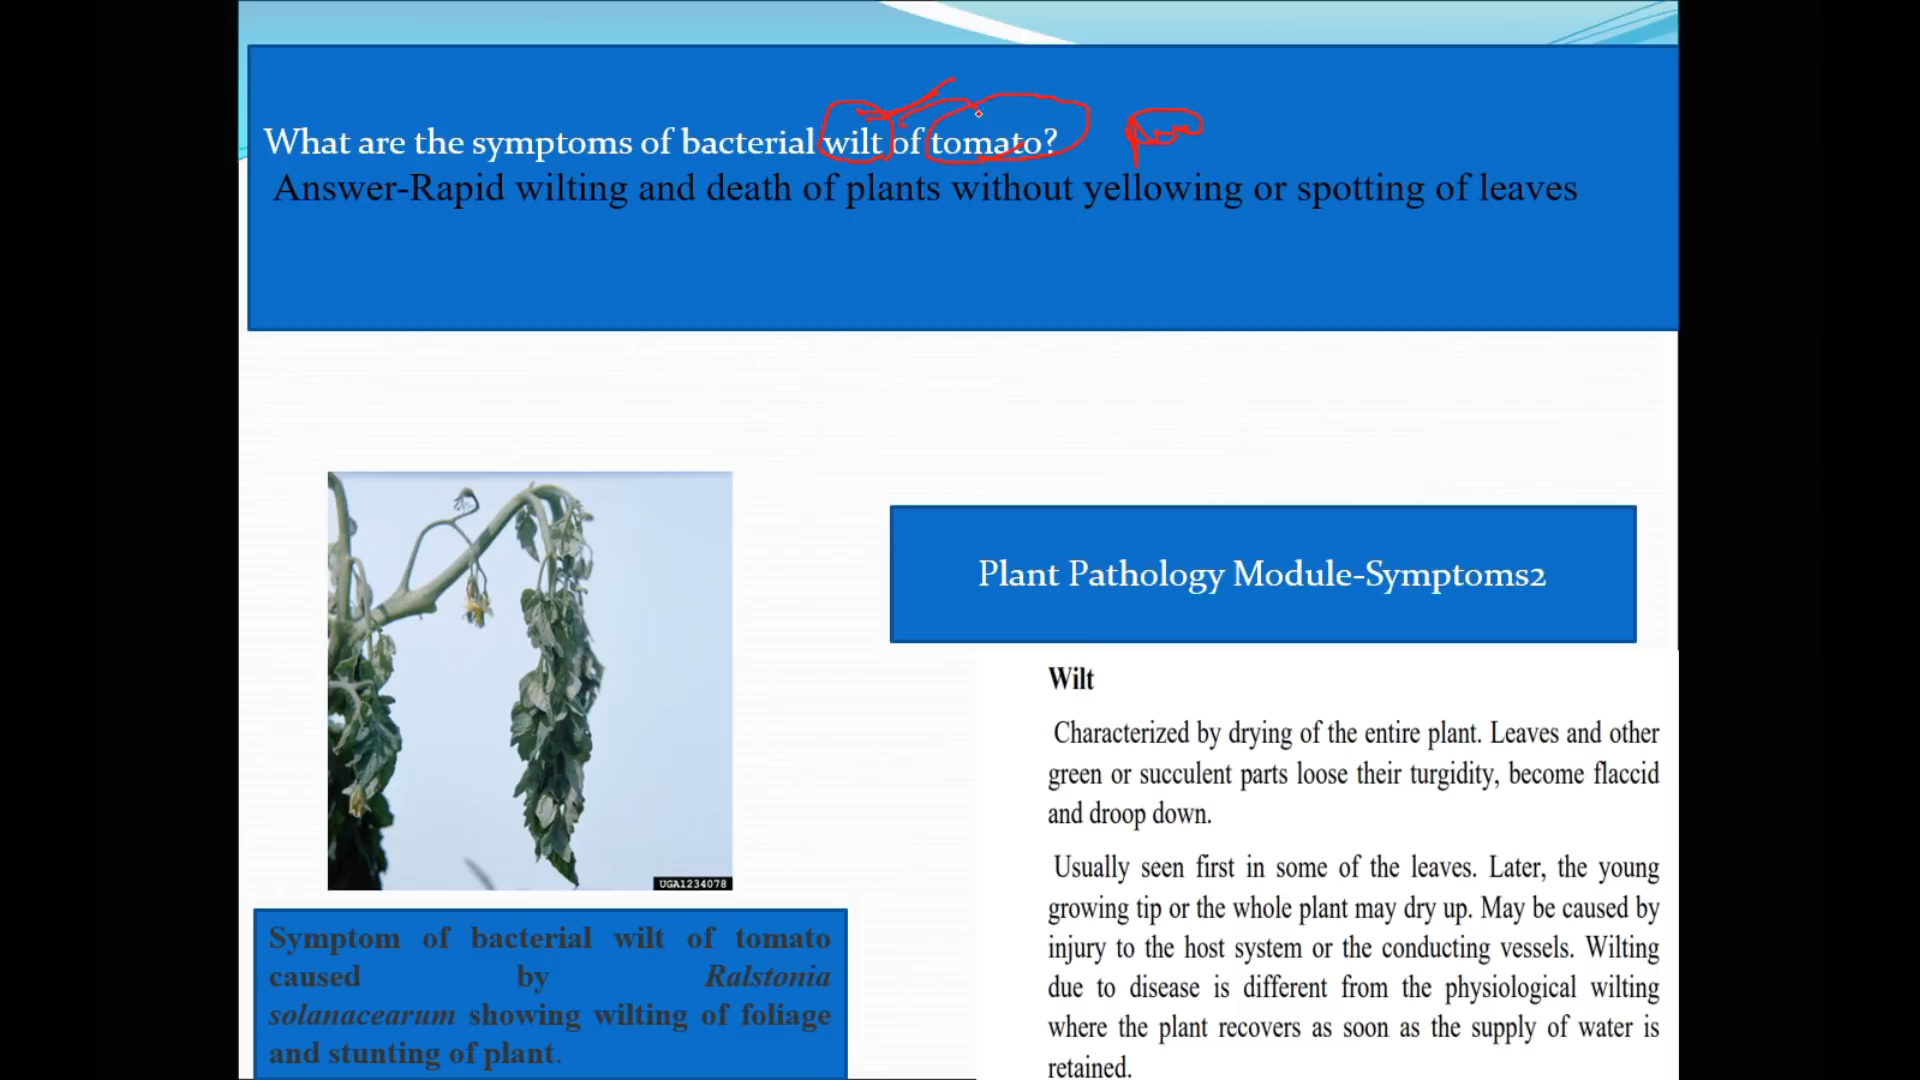 What are the symptoms of bacterial wilt of tomato?
Answer-Rapid wilting and death of plants without yellowing or spotting of leaves
UGA1234078
Symptom of bacterial wilt of tomato
caused by Ralstonia
solanacearum showing wilting of foliage
and stunting of plant.
Plant Pathology Module-Symptoms2
Wilt
Characterized by drying of the entire plant. Leaves and other
green or succulent parts loose their turgidity, become flaccid
and droop down.
Usually seen first in some of the leaves. Later, the young
growing tip or the whole plant may dry up. May be caused by
injury to the host system or the conducting vessels. Wilting
due to disease is different from the physiological wilting
where the plant recovers as soon as the supply of water is
retained.